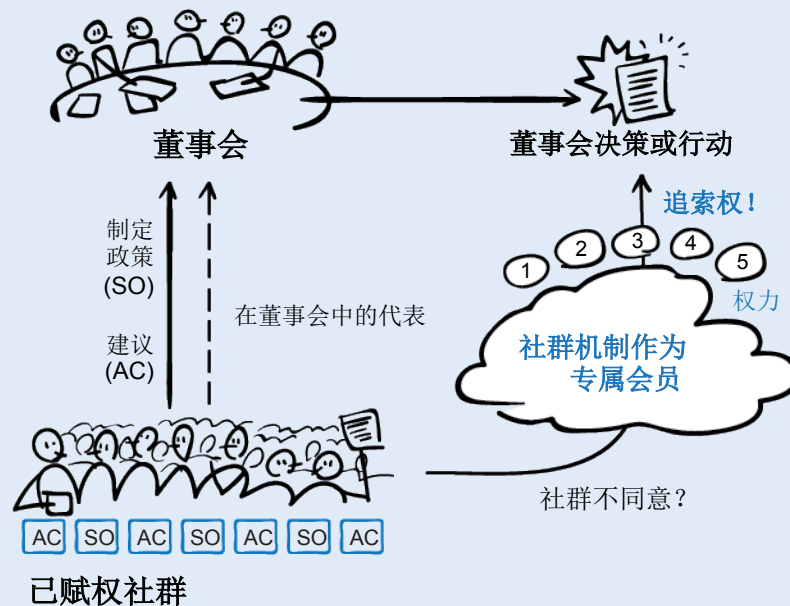 董事会
董事会决策或行动
追索权！
制定
政策
(SO)
建议
(AC)
在董事会中的代表
1
2
3
4
5
权力
社群机制作为
专属会员
社群不同意？
AC SO AC SO AC SO AC
已赋权社群